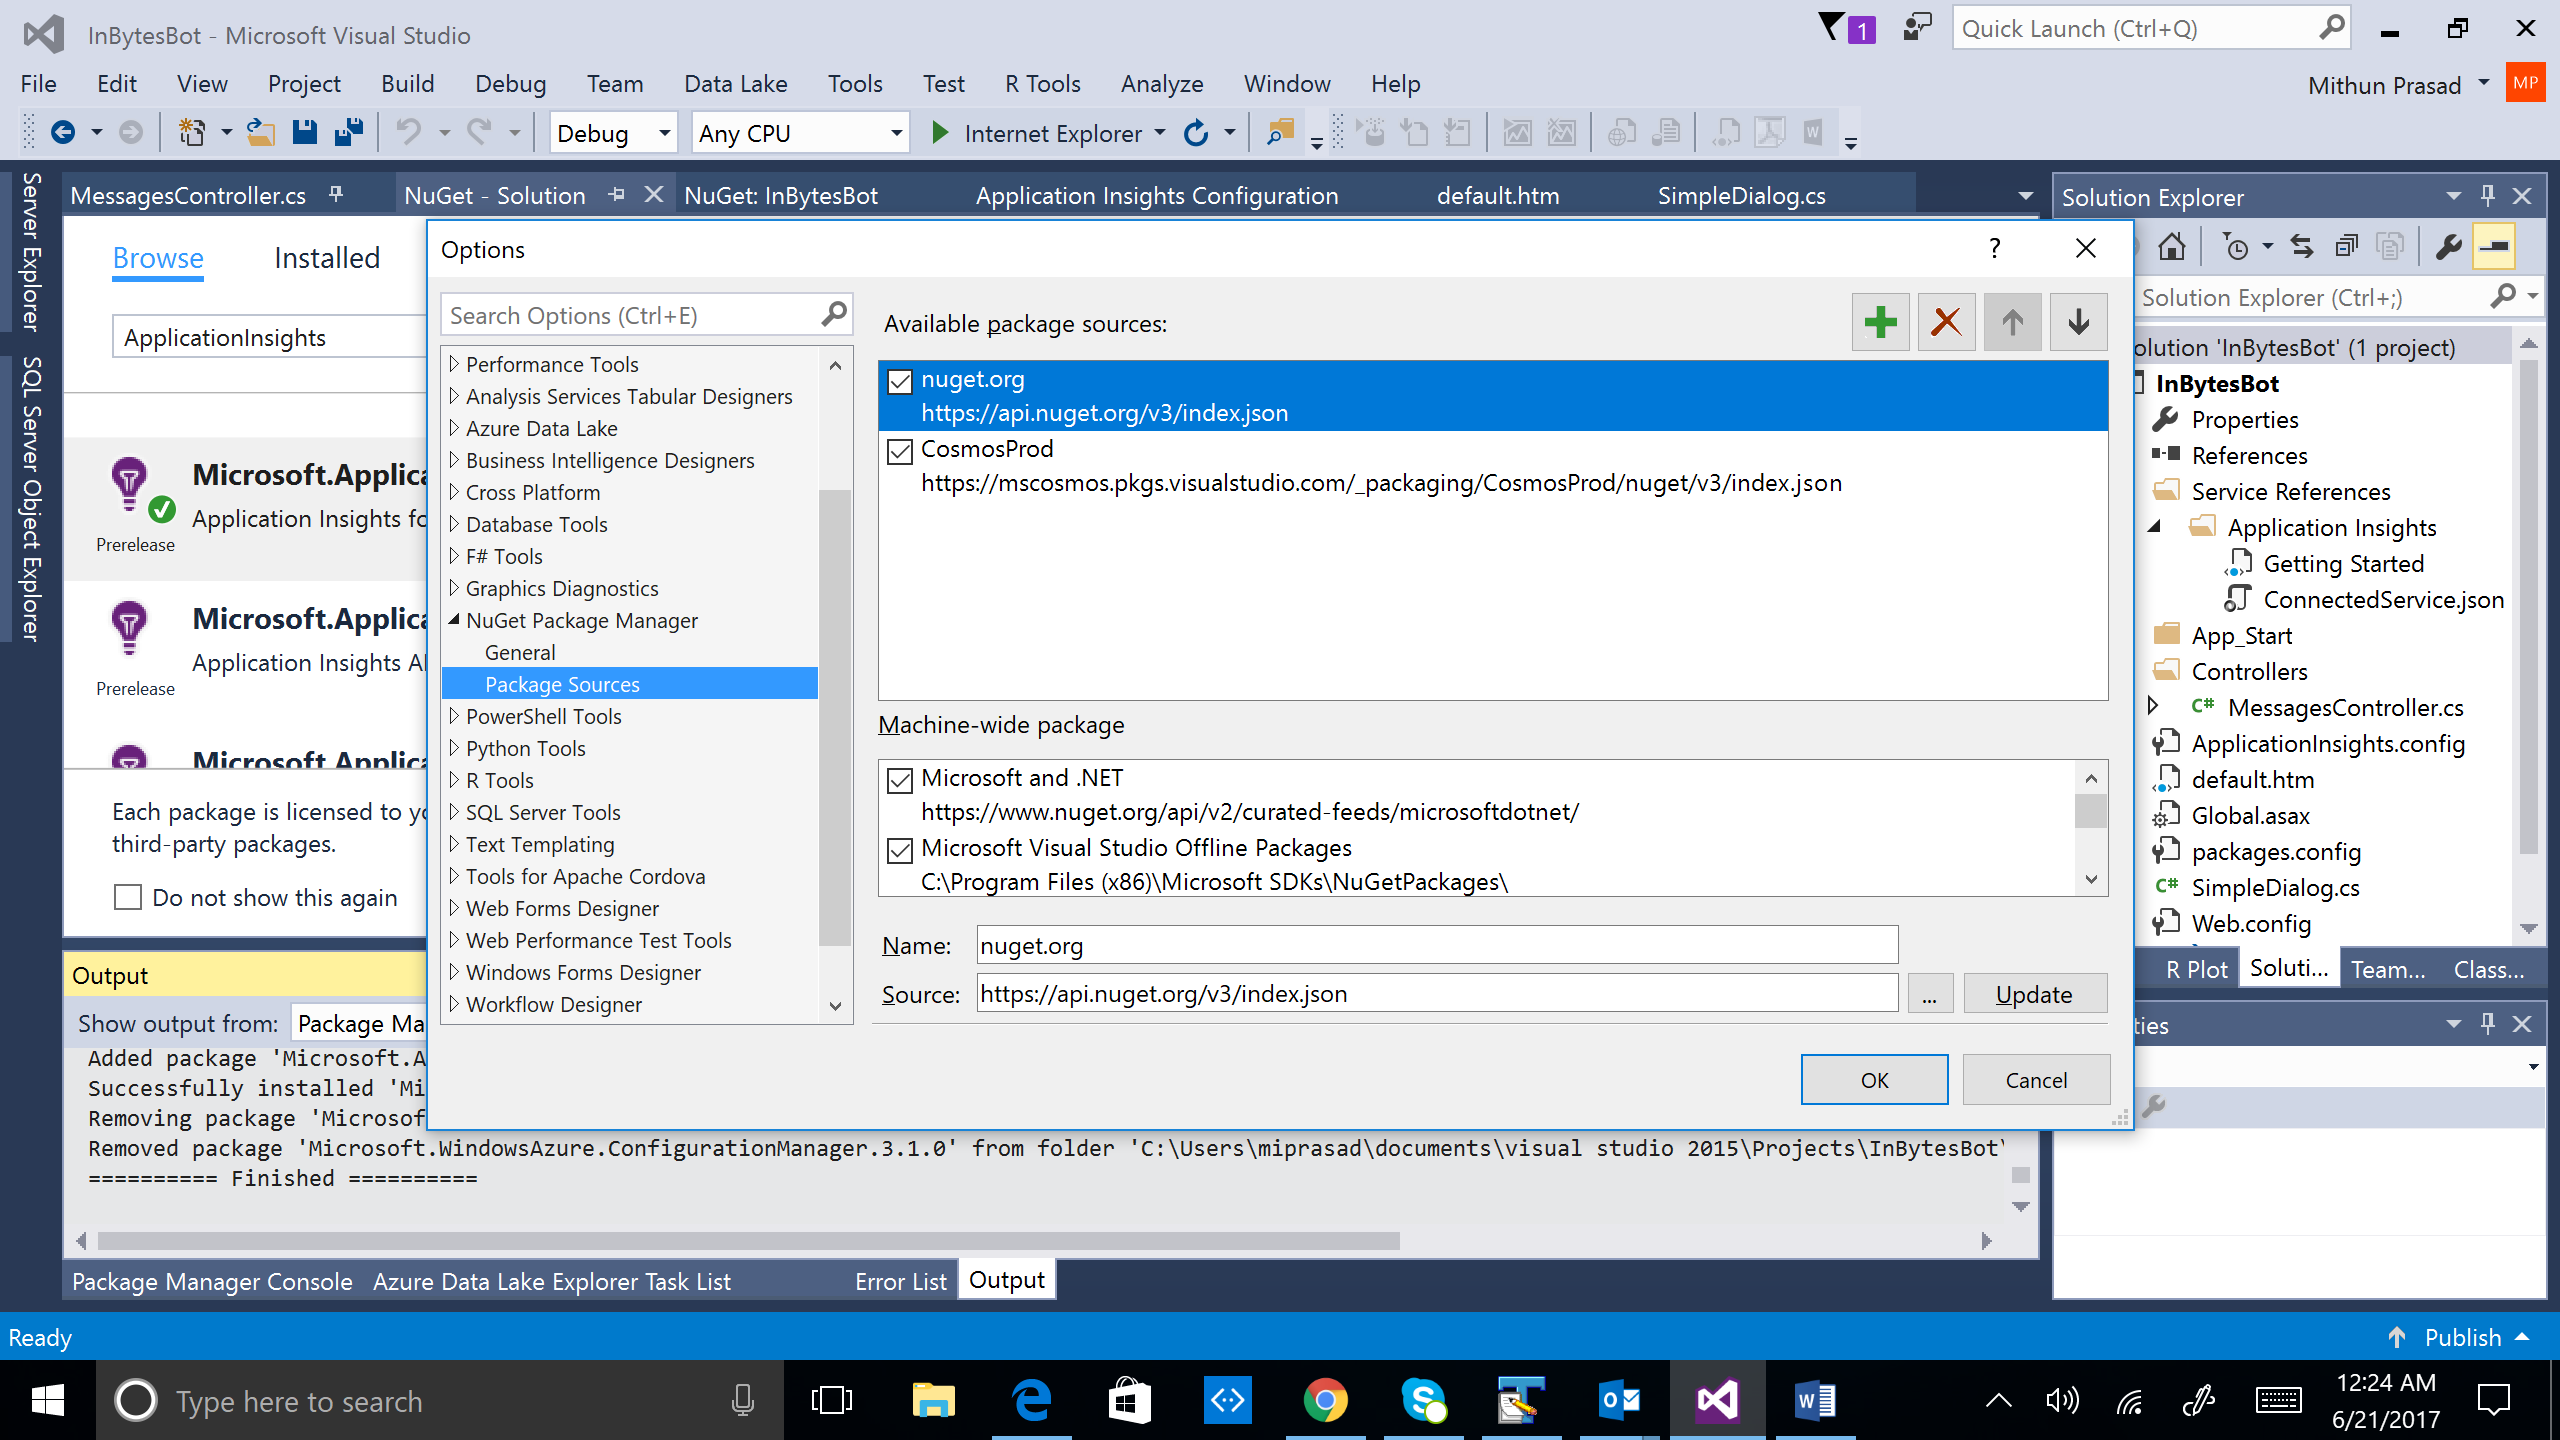 InBytesBot - Microsoft Visual Studio
1
Quick Launch (Ctrl+Q)
File Edit View Project Build Debug Team Data Lake Tools Test R Tools Analyze Window Help
Mithun Prasad
MP
Debug Any CPU Internet Explorer
Server Explorer
SQL Server Object Explorer
MessagesController.cs NuGet - Solution NuGet: InBytesBot Application Insights Configuration default.htm SimpleDialog.cs
Browse Installed
ApplicationInsights
Microsoft.Applica
Application Insights fo
Prerelease
Microsoft.Applica
Application Insights A
Prerelease
Microsoft.Applica
Each package is licensed to yo
third-party packages.
Do not show this again
Options
?
Search Options (Ctrl+E)
Performance Tools
Analysis Services Tabular Designers
Azure Data Lake
Business Intelligence Designers
Cross Platform
Database Tools
F# Tools
Graphics Diagnostics
NuGet Package Manager
General
Package Sources
PowerShell Tools
Python Tools
R Tools
SQL Server Tools
Text Templating
Tools for Apache Cordova
Web Forms Designer
Web Performance Test Tools
Windows Forms Designer
Workflow Designer
Available package sources:
nuget.org
https://api.nuget.org/v3/index.json
CosmosProd
https://mscosmos.pkgs.visualstudio.com/_packaging/CosmosProd/nuget/v3/index.json
Machine-wide package
Microsoft and .NET
https://www.nuget.org/api/v2/curated-feeds/microsoftdotnet/
Microsoft Visual Studio Offline Packages
C:\Program Files (x86)\Microsoft SDKs\NuGetPackages\
Name: nuget.org
Source: https://api.nuget.org/v3/index.json ... Update
OK Cancel
Solution Explorer
Solution Explorer (Ctrl+;)
olution 'InBytesBot' (1 project)
InBytesBot
Properties
References
Service References
Application Insights
Getting Started
ConnectedService.json
App_Start
Controllers
C# MessagesController.cs
ApplicationInsights.config
default.htm
Global.asax
packages.config
C# SimpleDialog.cs
Web.config
R Plot Soluti... Team... Class...
ties
Output
Show output from: Package Ma
Added package 'Microsoft.A
Successfully installed 'Mi
Removing package 'Microsof
Removed package 'Microsoft.WindowsAzure.ConfigurationManager.3.1.0' from folder 'C:\Users\miprasad\documents\visual studio 2015\Projects\InBytesBot\
========== Finished ==========
Package Manager Console Azure Data Lake Explorer Task List Error List Output
Ready
Publish
Type here to search
12:24 AM
6/21/2017